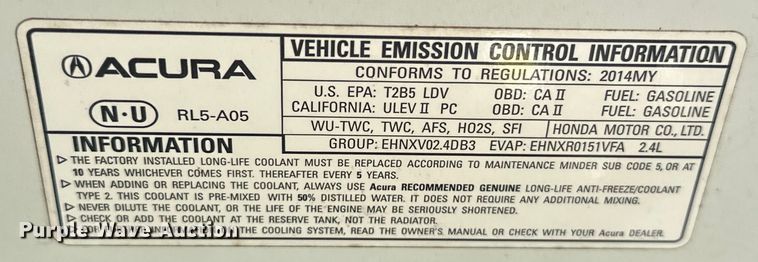 ACURA
N·U RL5-A05
VEHICLE EMISSION CONTROL INFORMATION
CONFORMS TO REGULATIONS: 2014MY
U.S. EPA: T2B5 LDV OBD: CA II FUEL: GASOLINE
CALIFORNIA: ULEV II PC OBD: CA II FUEL: GASOLINE
WU-TWC, TWC, AFS, HO2S, SFI HONDA MOTOR CO., LTD.
GROUP: EHNXV02.4DB3 EVAP: EHNXR0151VFA 2.4L
INFORMATION
▷ THE FACTORY INSTALLED LONG-LIFE COOLANT MUST BE REPLACED ACCORDING TO MAINTENANCE MINDER SUB CODE 5, OR AT
10 YEARS WHICHEVER COMES FIRST. THEREAFTER EVERY 5 YEARS.
▷ WHEN ADDING OR REPLACING THE COOLANT, ALWAYS USE Acura RECOMMENDED GENUINE LONG-LIFE ANTI-FREEZE/COOLANT
TYPE 2. THIS COOLANT IS PRE-MIXED WITH 50% DISTILLED WATER. IT DOES NOT REQUIRE ANY ADDITIONAL MIXING.
▷ NEVER DILUTE THE COOLANT, OR THE LIFE OF THE ENGINE MAY BE SERIOUSLY SHORTENED.
▷ CHECK OR ADD THE COOLANT AT THE RESERVE TANK, NOT THE RADIATOR.
THE COOLING SYSTEM, READ THE OWNER'S MANUAL OR CHECK WITH YOUR Acura DEALER.
Purple Wave Auction